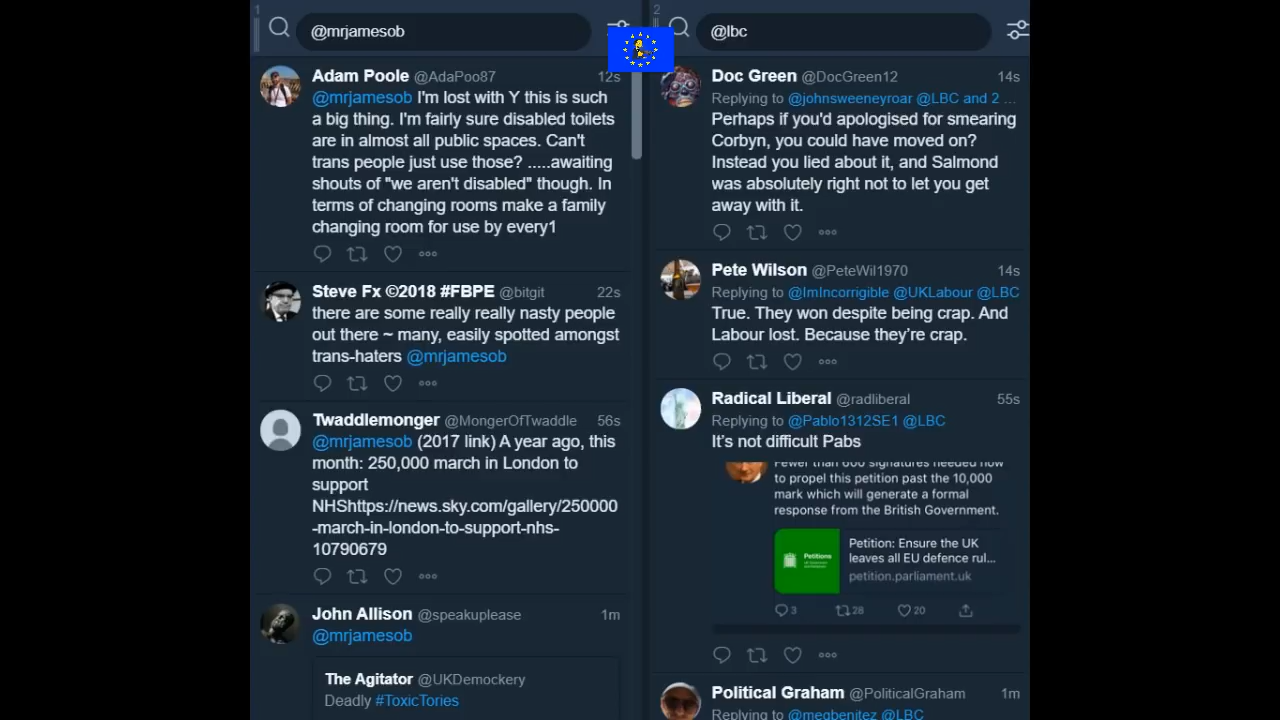 1
@mrjamesob
Adam Poole @AdaPoo87 12s
@mrjamesob I'm lost with Y this is such
a big thing. I'm fairly sure disabled toilets
are in almost all public spaces. Can't
trans people just use those? .....awaiting
shouts of "we aren't disabled" though. In
terms of changing rooms make a family
changing room for use by every1
Steve Fx ©2018 #FBPE @bitgit 22s
there are some really really nasty people
out there ~ many, easily spotted amongst
trans-haters @mrjamesob
Twaddlemonger @MongerOfTwaddle 56s
@mrjamesob (2017 link) A year ago, this
month: 250,000 march in London to
support
NHShttps://news.sky.com/gallery/250000
-march-in-london-to-support-nhs-
10790679
John Allison @speakuplease 1m
@mrjamesob
The Agitator @UKDemockery
Deadly #ToxicTories
2
@lbc
Doc Green @DocGreen12 14s
Replying to @johnsweeneyroar @LBC and 2 ...
Perhaps if you'd apologised for smearing
Corbyn, you could have moved on?
Instead you lied about it, and Salmond
was absolutely right not to let you get
away with it.
Pete Wilson @PeteWil1970 14s
Replying to @ImIncorrigible @UKLabour @LBC
True. They won despite being crap. And
Labour lost. Because they're crap.
Radical Liberal @radliberal 55s
Replying to @Pablo1312SE1 @LBC
It's not difficult Pabs
Fewer than 600 signatures needed now
to propel this petition past the 10,000
mark which will generate a formal
response from the British Government.
Petitions
Petition: Ensure the UK
leaves all EU defence rul...
petition.parliament.uk
3 28 20
Political Graham @PoliticalGraham 1m
Replying to @megbenitez @LBC